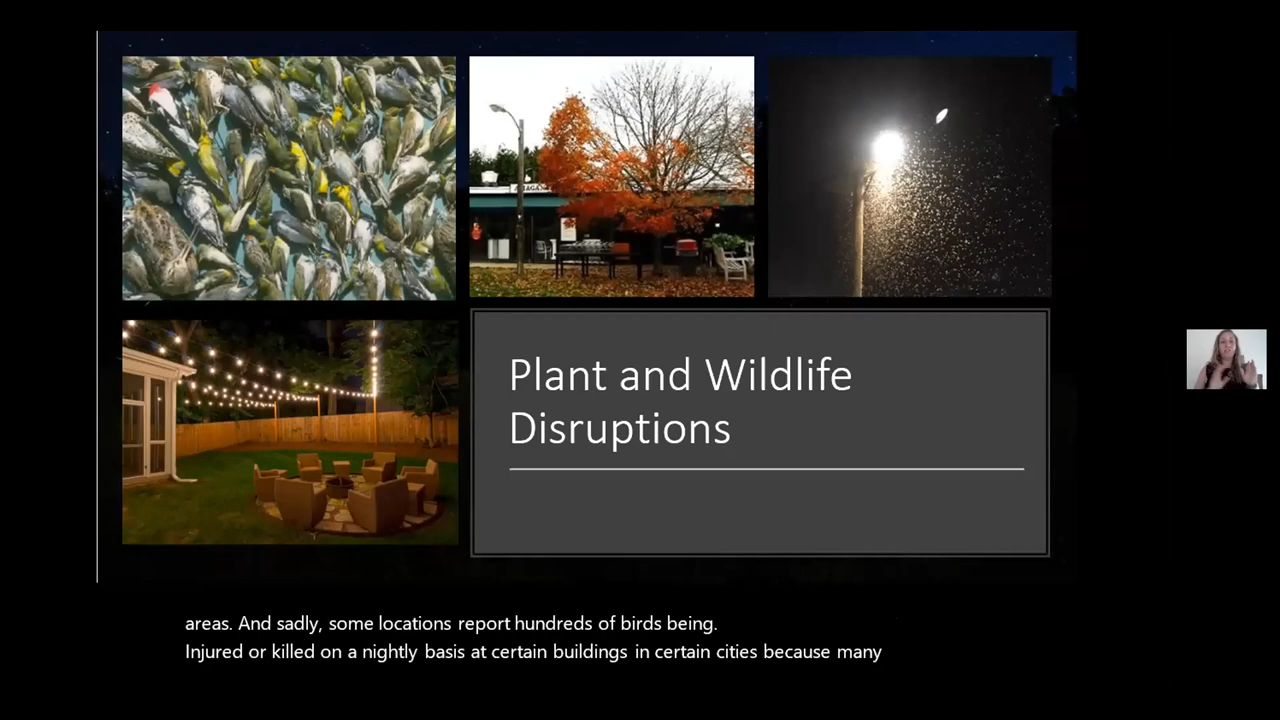 Plant and Wildlife
Disruptions
areas. And sadly, some locations report hundreds of birds being.
Injured or killed on a nightly basis at certain buildings in certain cities because many